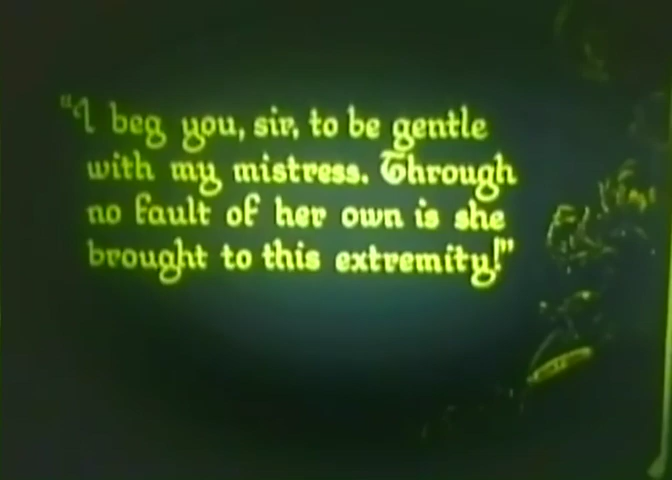 "I beg you, sir, to be gentle
with my mistress. Through
no fault of her own is she
brought to this extremity!"